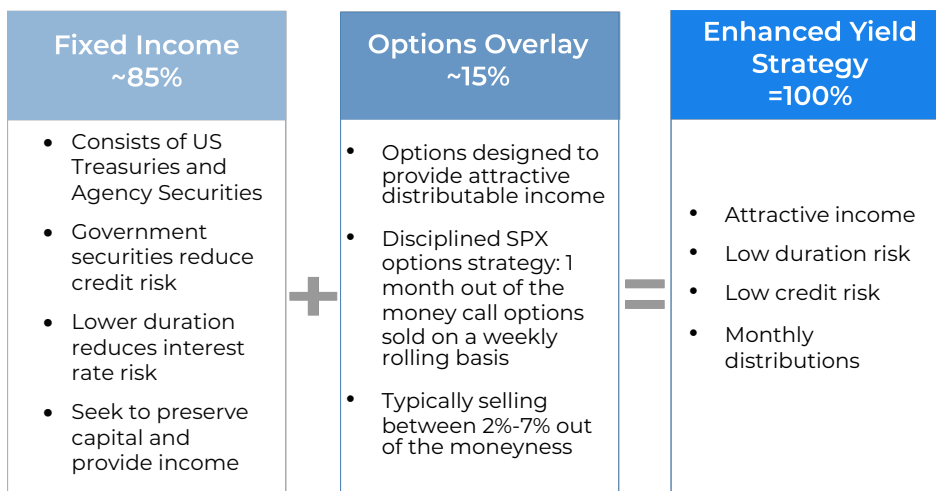 Fixed Income
~85%
• Consists of US
Treasuries and
Agency Securities
• Government
securities reduce
credit risk
• Lower duration
reduces interest
rate risk
• Seek to preserve
capital and
provide income
+
Options Overlay
~15%
• Options designed to
provide attractive
distributable income
• Disciplined SPX
options strategy: 1
month out of the
money call options
sold on a weekly
rolling basis
• Typically selling
between 2%-7% out
of the moneyness
=
Enhanced Yield
Strategy
=100%
• Attractive income
• Low duration risk
• Low credit risk
• Monthly
distributions